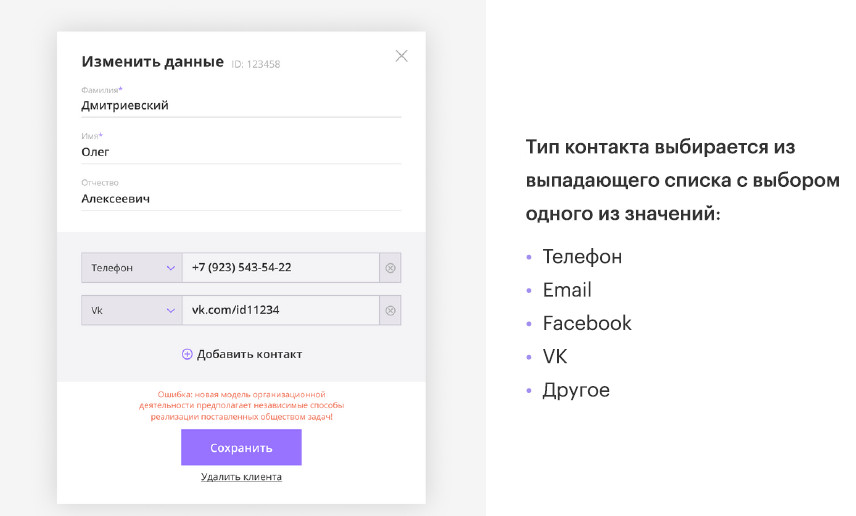 Изменить данные ID: 123458
Фамилия*
Дмитриевский
Имя*
Олег
Отчество
Алексеевич
Телефон +7 (923) 543-54-22
Vk vk.com/id11234
Добавить контакт
Ошибка: новая модель организационной
деятельности предполагает независимые способы
реализации поставленных обществом задач!
Сохранить
Удалить клиента
Тип контакта выбирается из
выпадающего списка с выбором
одного из значений:
• Телефон
• Email
• Facebook
• VK
• Другое